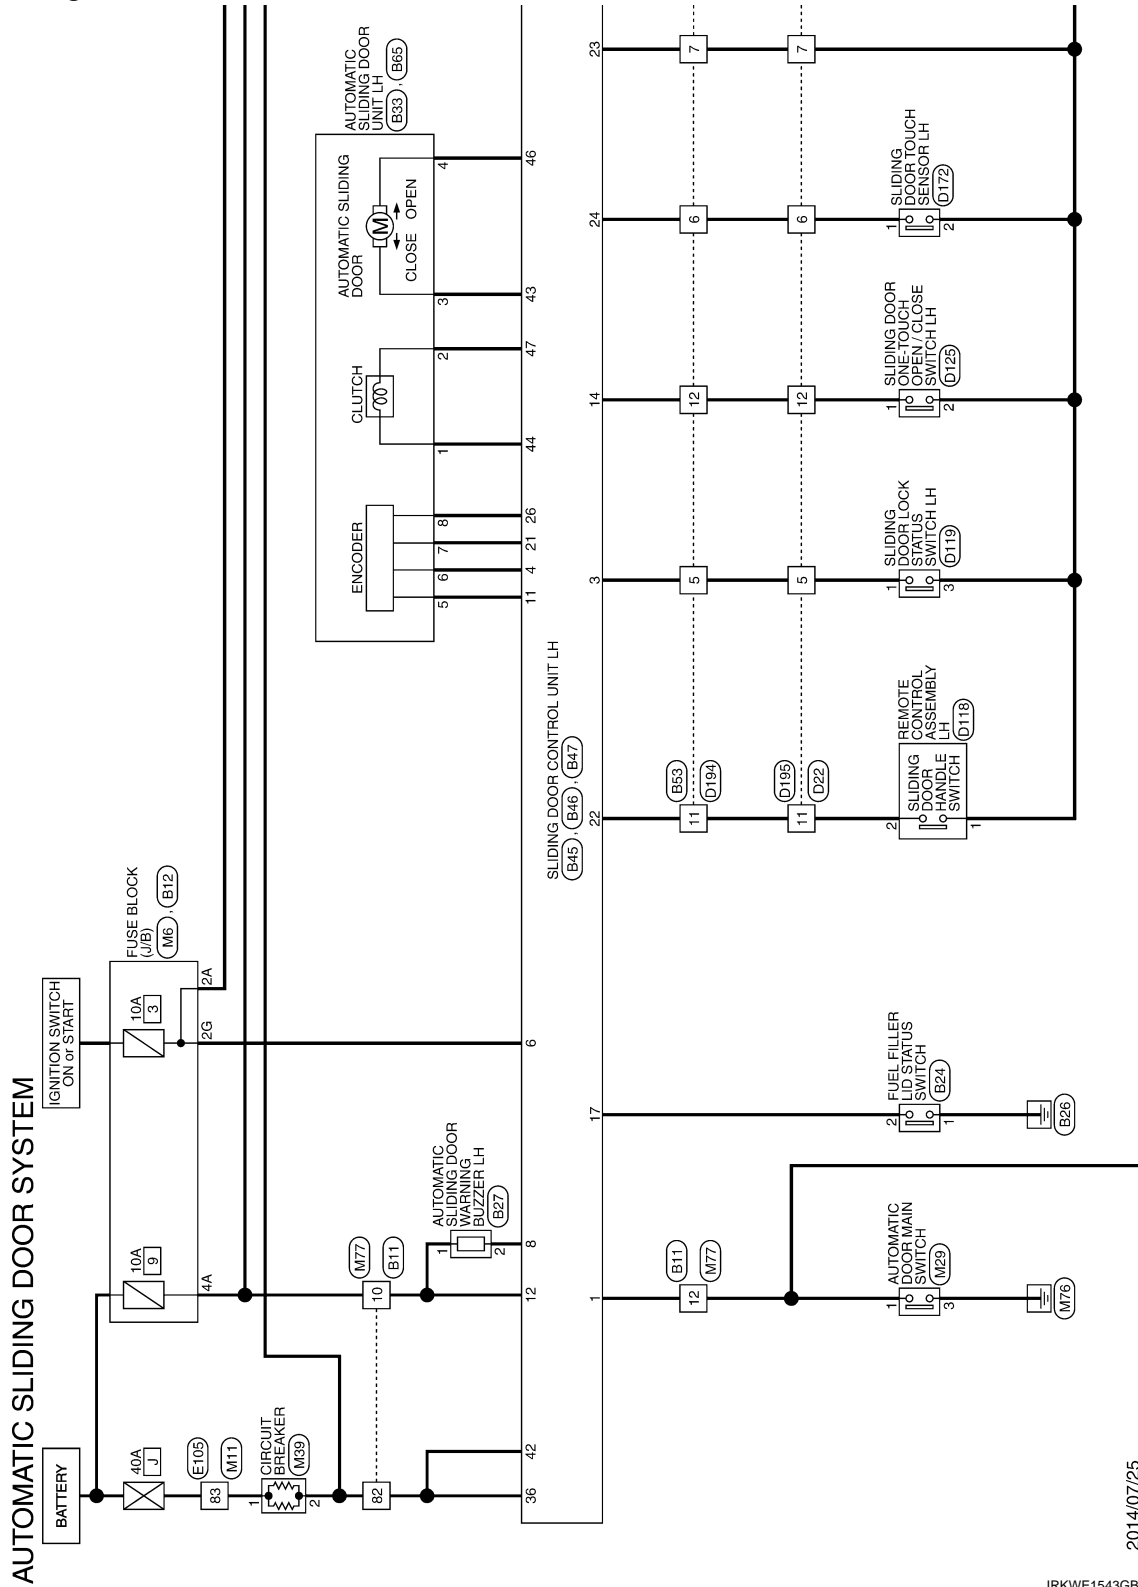 AUTOMATIC SLIDING DOOR SYSTEM
BATTERY
IGNITION SWITCH
ON or START
40A
J
10A
9
10A
3
FUSE BLOCK
(J/B)
M6 , B12
4A
2G
2A
E105
83
M11
CIRCUIT
BREAKER
M39
1
2
82
M77
10
B11
AUTOMATIC
SLIDING DOOR
WARNING
BUZZER LH
B27
1
2
AUTOMATIC
SLIDING DOOR
UNIT LH
B33 , B65
ENCODER
CLUTCH
AUTOMATIC SLIDING
DOOR
M
CLOSE OPEN
5
6
7
8
1
2
3
4
36
42
12
8
6
11
4
21
26
44
47
43
46
SLIDING DOOR CONTROL UNIT LH
B45 , B46 , B47
1
17
22
3
14
24
23
B11
12
M77
B53
11
D194
5
12
6
7
D195
11
D22
5
12
6
7
AUTOMATIC
DOOR MAIN
SWITCH
M29
1
3
M76
FUEL FILLER
LID STATUS
SWITCH
B24
2
1
B26
REMOTE
CONTROL
ASSEMBLY
LH
D118
SLIDING
DOOR
HANDLE
SWITCH
2
1
SLIDING
DOOR LOCK
STATUS
SWITCH LH
D119
1
3
SLIDING DOOR
ONE-TOUCH
OPEN / CLOSE
SWITCH LH
D125
1
2
SLIDING
DOOR TOUCH
SENSOR LH
D172
1
2
2014/07/25
JRKWE1543GB